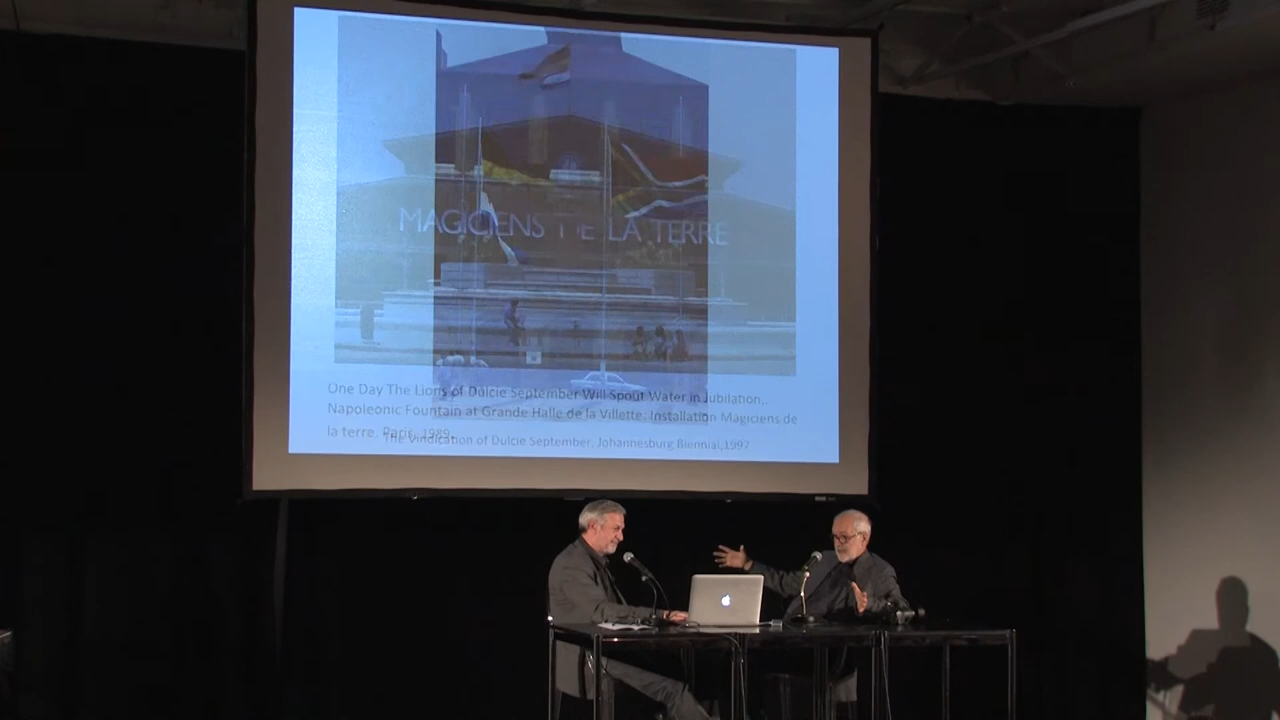 MAGICIENS DE LA TERRE
One Day The Lions of Dulcie September Will Spout Water in Jubilation,.
Napoleonic Fountain at Grande Halle de la Villette: Installation Magiciens de
la terre. Paris, 1989.
The Vindication of Dulcie September, Johannesburg Biennial,1997